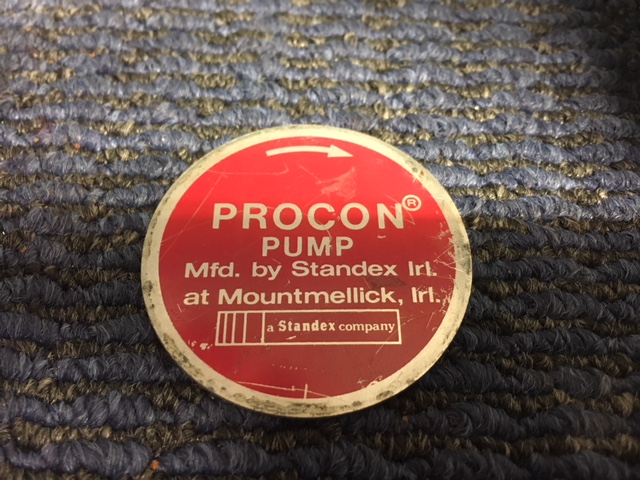 PROCON®
PUMP
Mfd. by Standex Irl.
at Mountmellick, Irl.
a Standex company